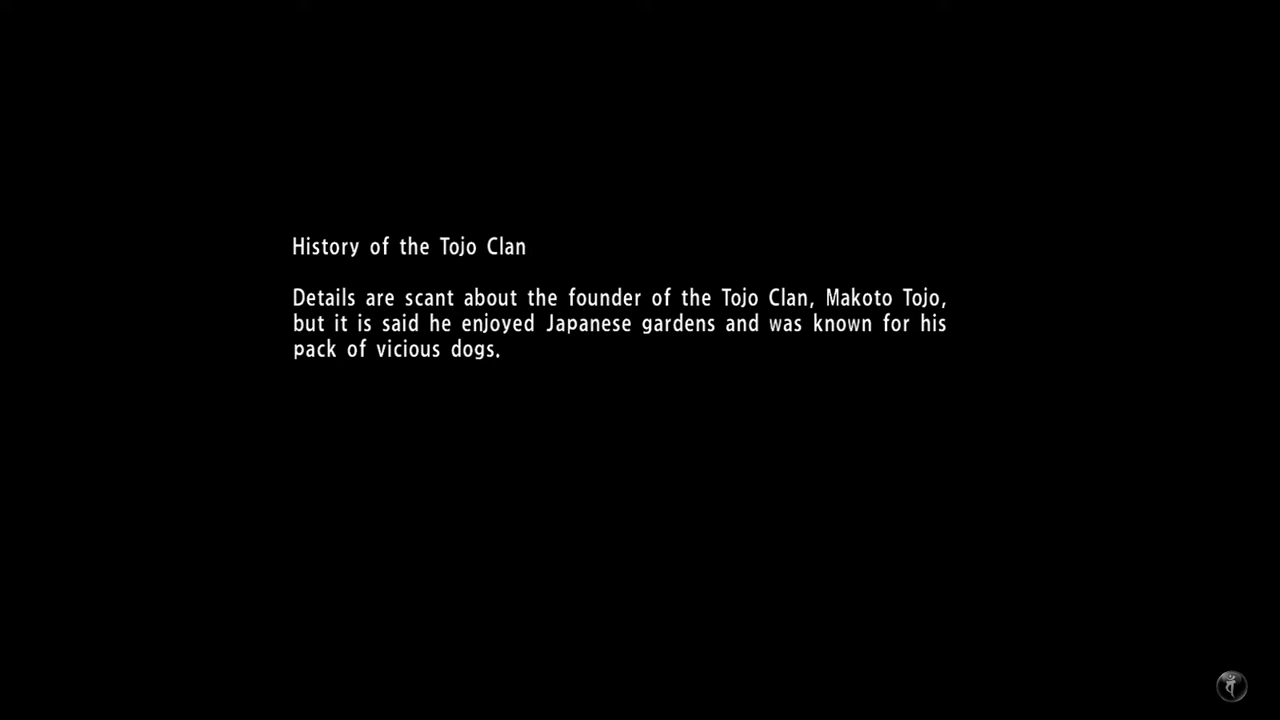 History of the Tojo Clan
Details are scant about the founder of the Tojo Clan, Makoto Tojo,
but it is said he enjoyed Japanese gardens and was known for his
pack of vicious dogs.